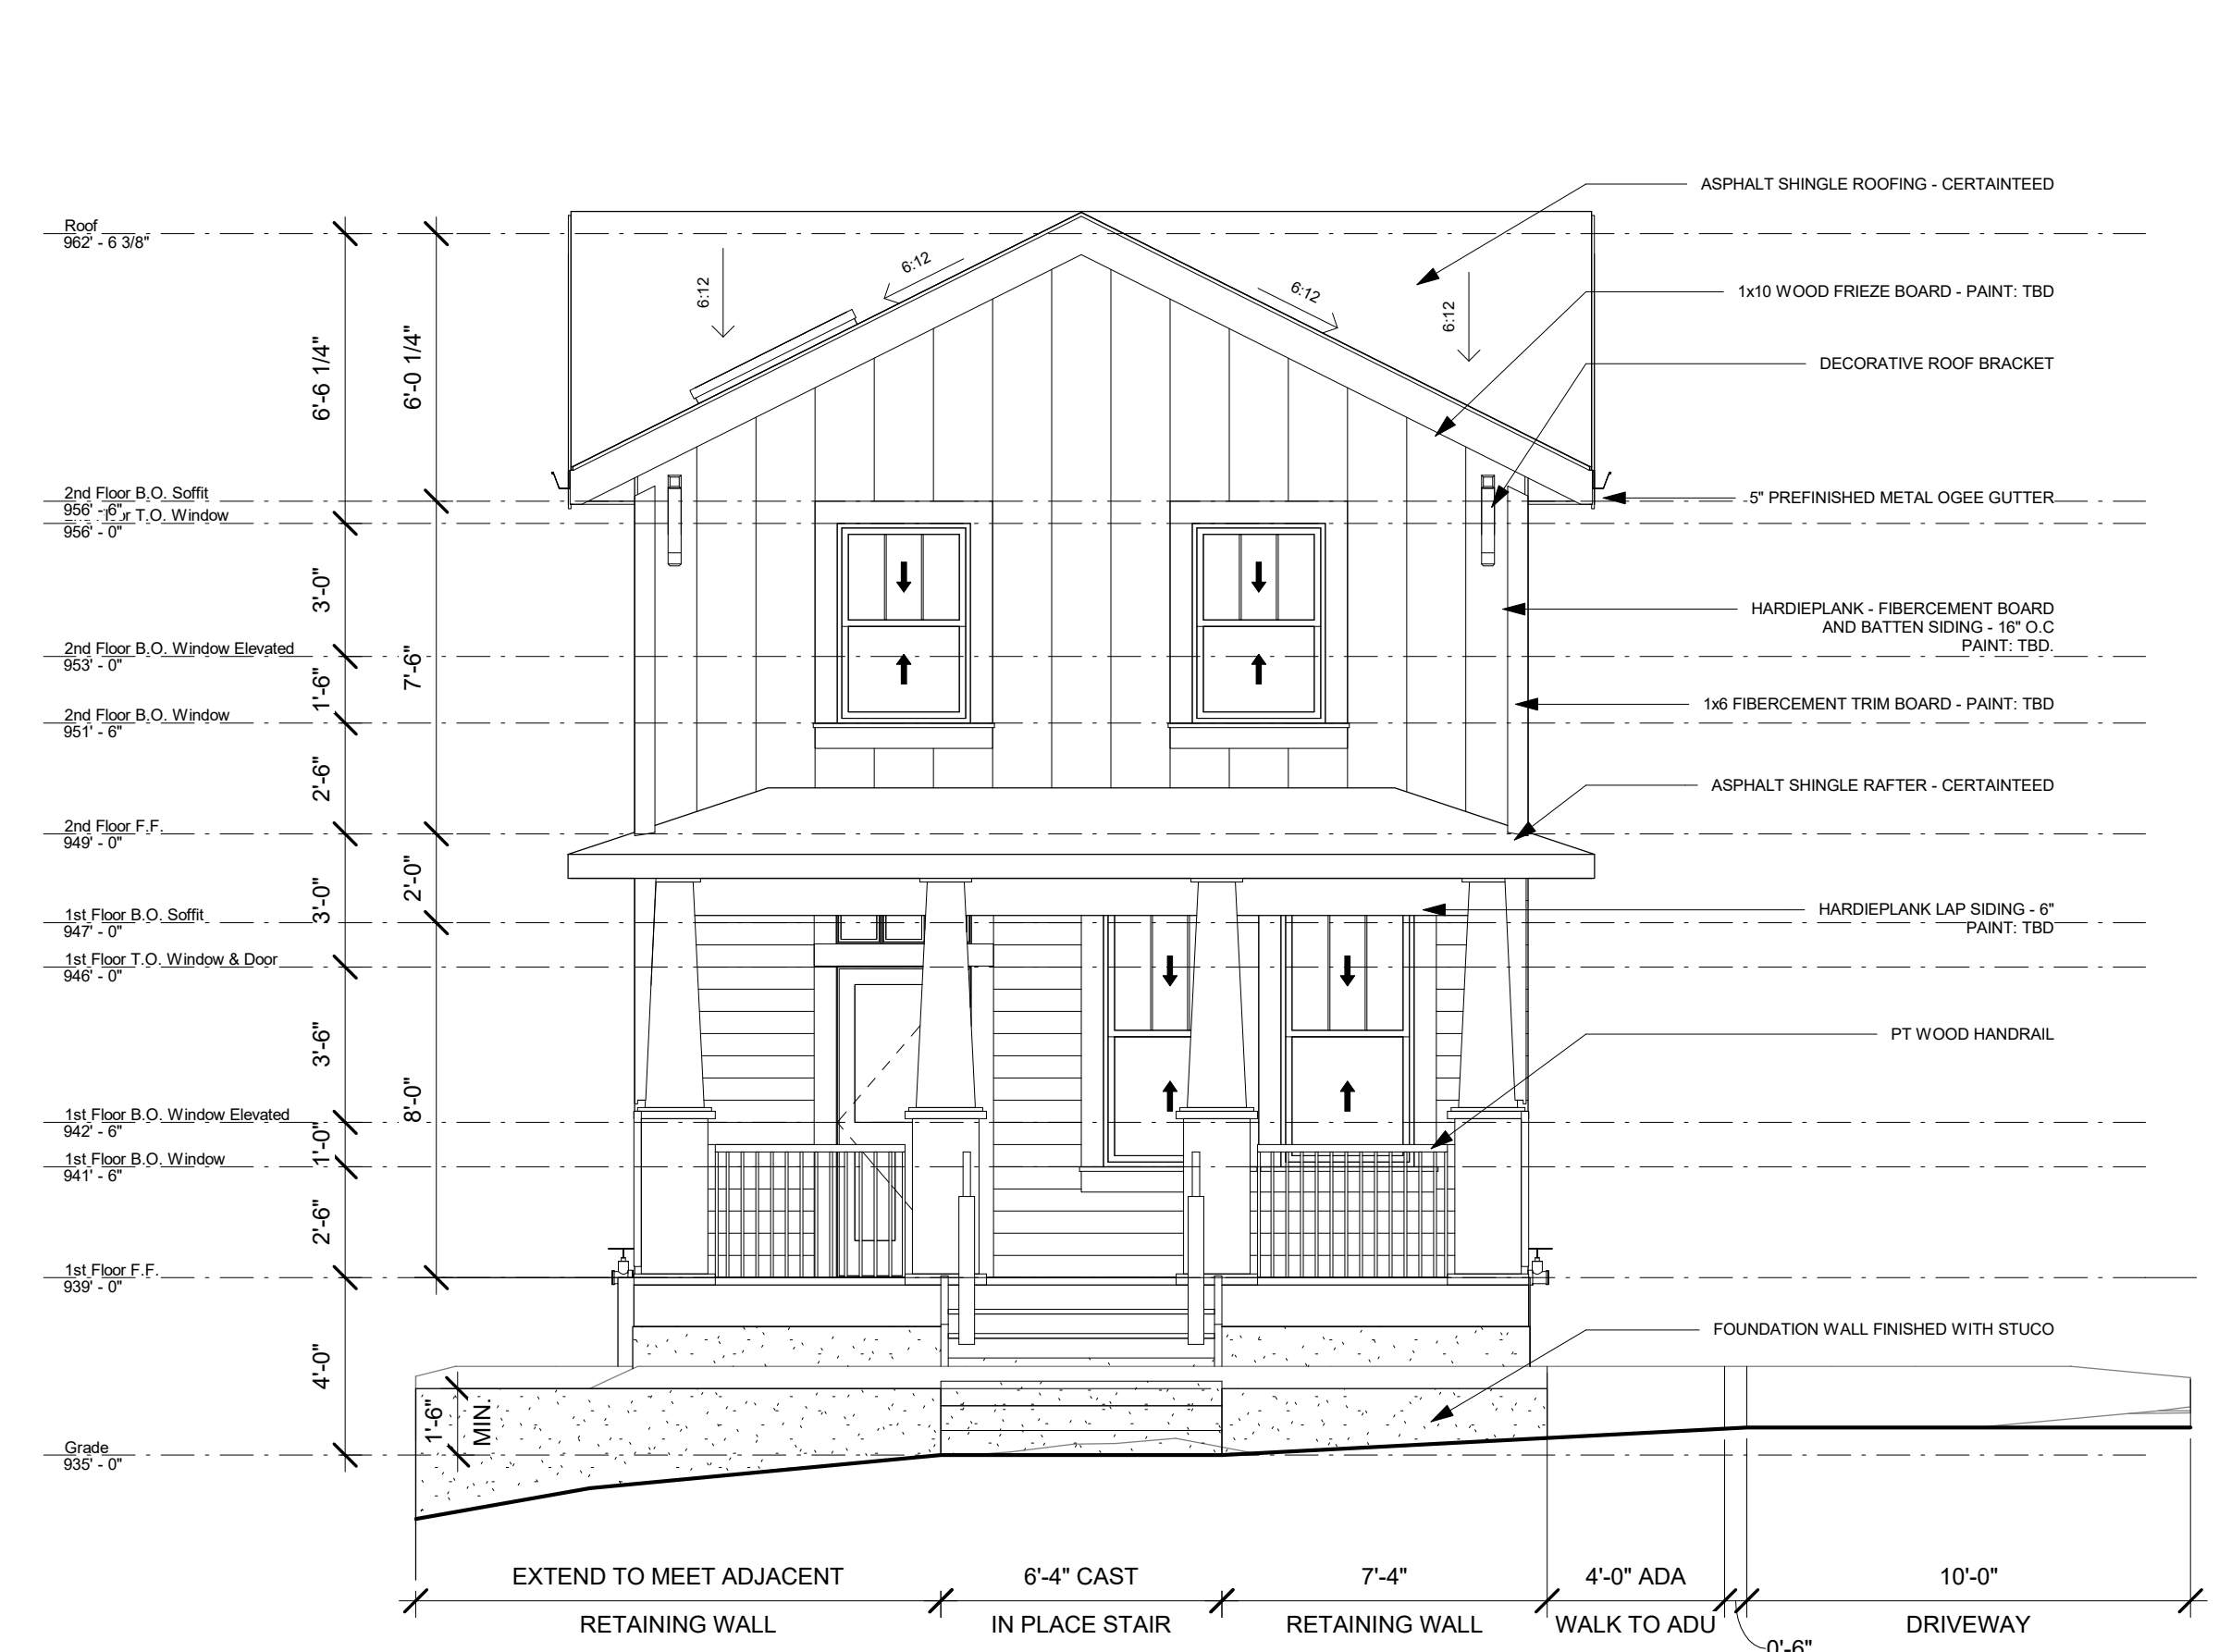 Roof
962' - 6 3/8"
2nd Floor B.O. Soffit
956' - 6"
Floor T.O. Window
956' - 0"
2nd Floor B.O. Window Elevated
953' - 0"
2nd Floor B.O. Window
951' - 6"
2nd Floor F.F.
949' - 0"
1st Floor B.O. Soffit
947' - 0"
1st Floor T.O. Window & Door
946' - 0"
1st Floor B.O. Window Elevated
942' - 6"
1st Floor B.O. Window
941' - 6"
1st Floor F.F.
939' - 0"
Grade
935' - 0"
6'-6 1/4"
3'-0"
1'-6"
2'-6"
3'-0"
3'-6"
1'-0"
2'-6"
4'-0"
6'-0 1/4"
7'-6"
2'-0"
8'-0"
1'-6"
MIN.
6:12
6:12
6:12
6:12
ASPHALT SHINGLE ROOFING - CERTAINTEED
1x10 WOOD FRIEZE BOARD - PAINT: TBD
DECORATIVE ROOF BRACKET
5" PREFINISHED METAL OGEE GUTTER
HARDIEPLANK - FIBERCEMENT BOARD
AND BATTEN SIDING - 16" O.C
PAINT: TBD.
1x6 FIBERCEMENT TRIM BOARD - PAINT: TBD
ASPHALT SHINGLE RAFTER - CERTAINTEED
HARDIEPLANK LAP SIDING - 6"
PAINT: TBD
PT WOOD HANDRAIL
FOUNDATION WALL FINISHED WITH STUCO
EXTEND TO MEET ADJACENT
RETAINING WALL
6'-4" CAST
IN PLACE STAIR
7'-4"
RETAINING WALL
4'-0" ADA
WALK TO ADU
0'-6"
10'-0"
DRIVEWAY